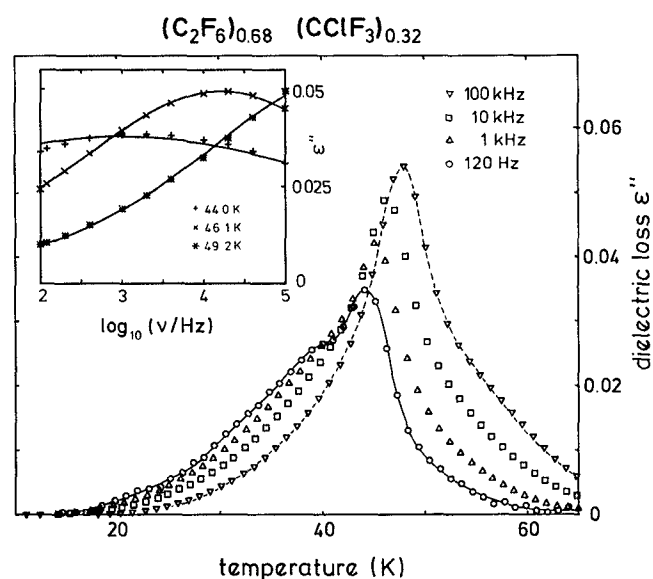 (C₂F₆)₀.₆₈ (CClF₃)₀.₃₂
0.05
0.025
0
ε"
+ 44.0 K
× 46.1 K
✳ 49.2 K
2 3 4 5
log₁₀ (ν/Hz)
▽ 100 kHz
□ 10 kHz
△ 1 kHz
○ 120 Hz
0.06
0.04
0.02
0
dielectric loss ε"
20 40 60
temperature (K)